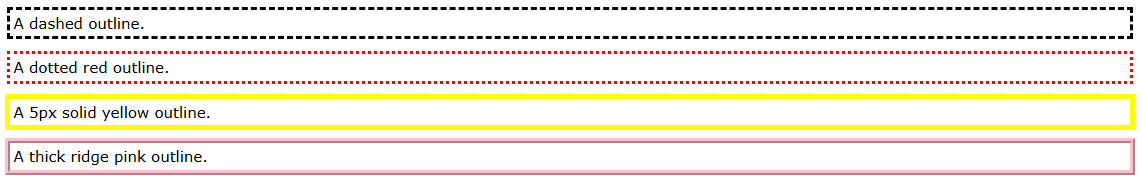 A dashed outline.
A dotted red outline.
A 5px solid yellow outline.
A thick ridge pink outline.